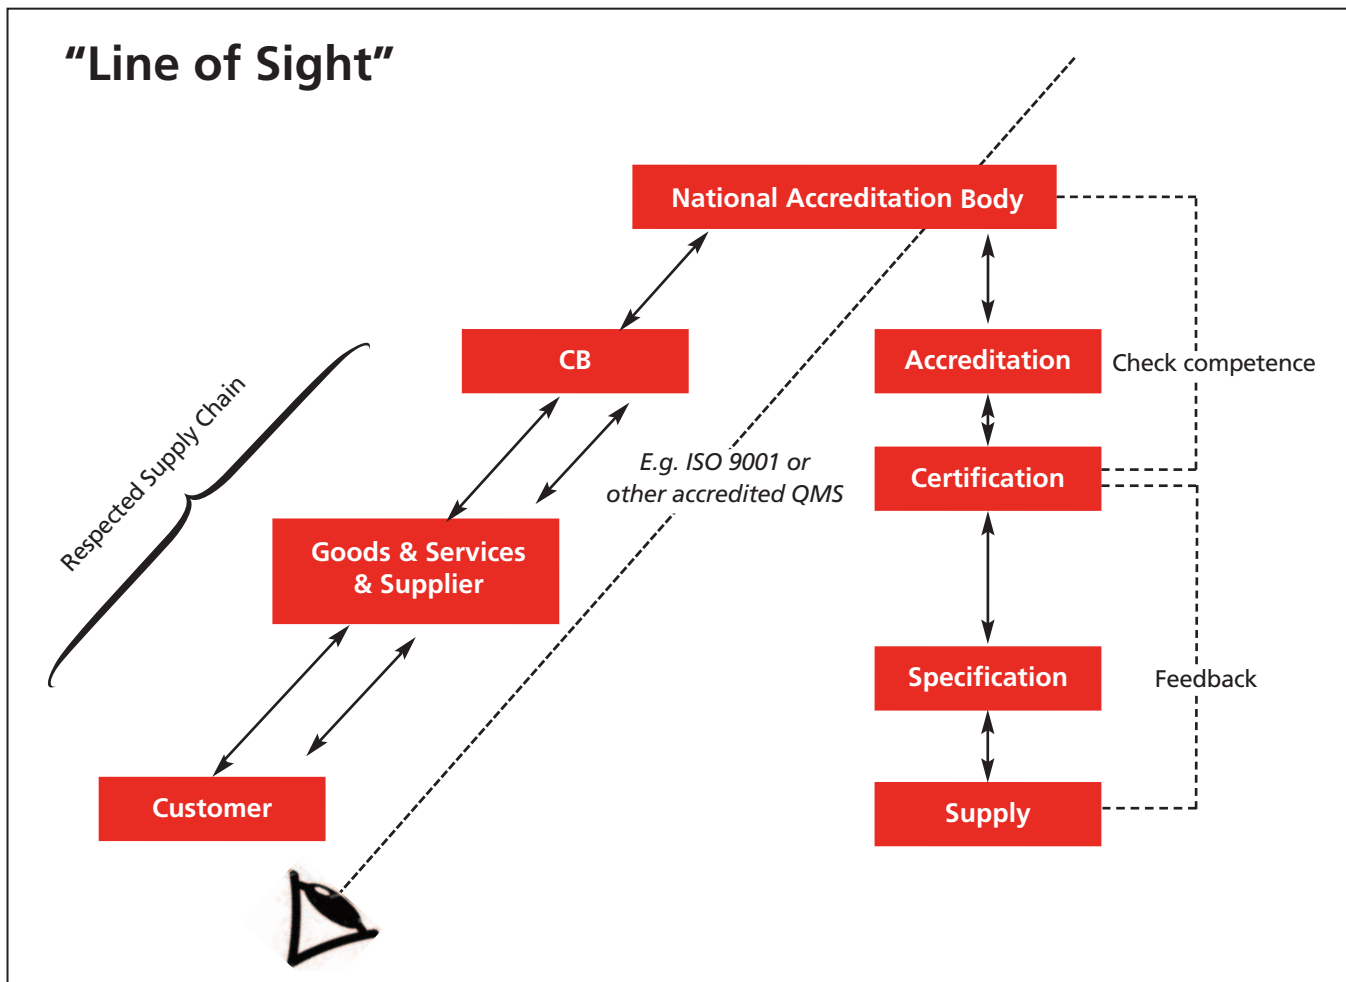 “Line of Sight”
National Accreditation Body
CB
Accreditation
Check competence
Respected Supply Chain
E.g. ISO 9001 or
other accredited QMS
Certification
Goods & Services
& Supplier
Specification
Feedback
Customer
Supply